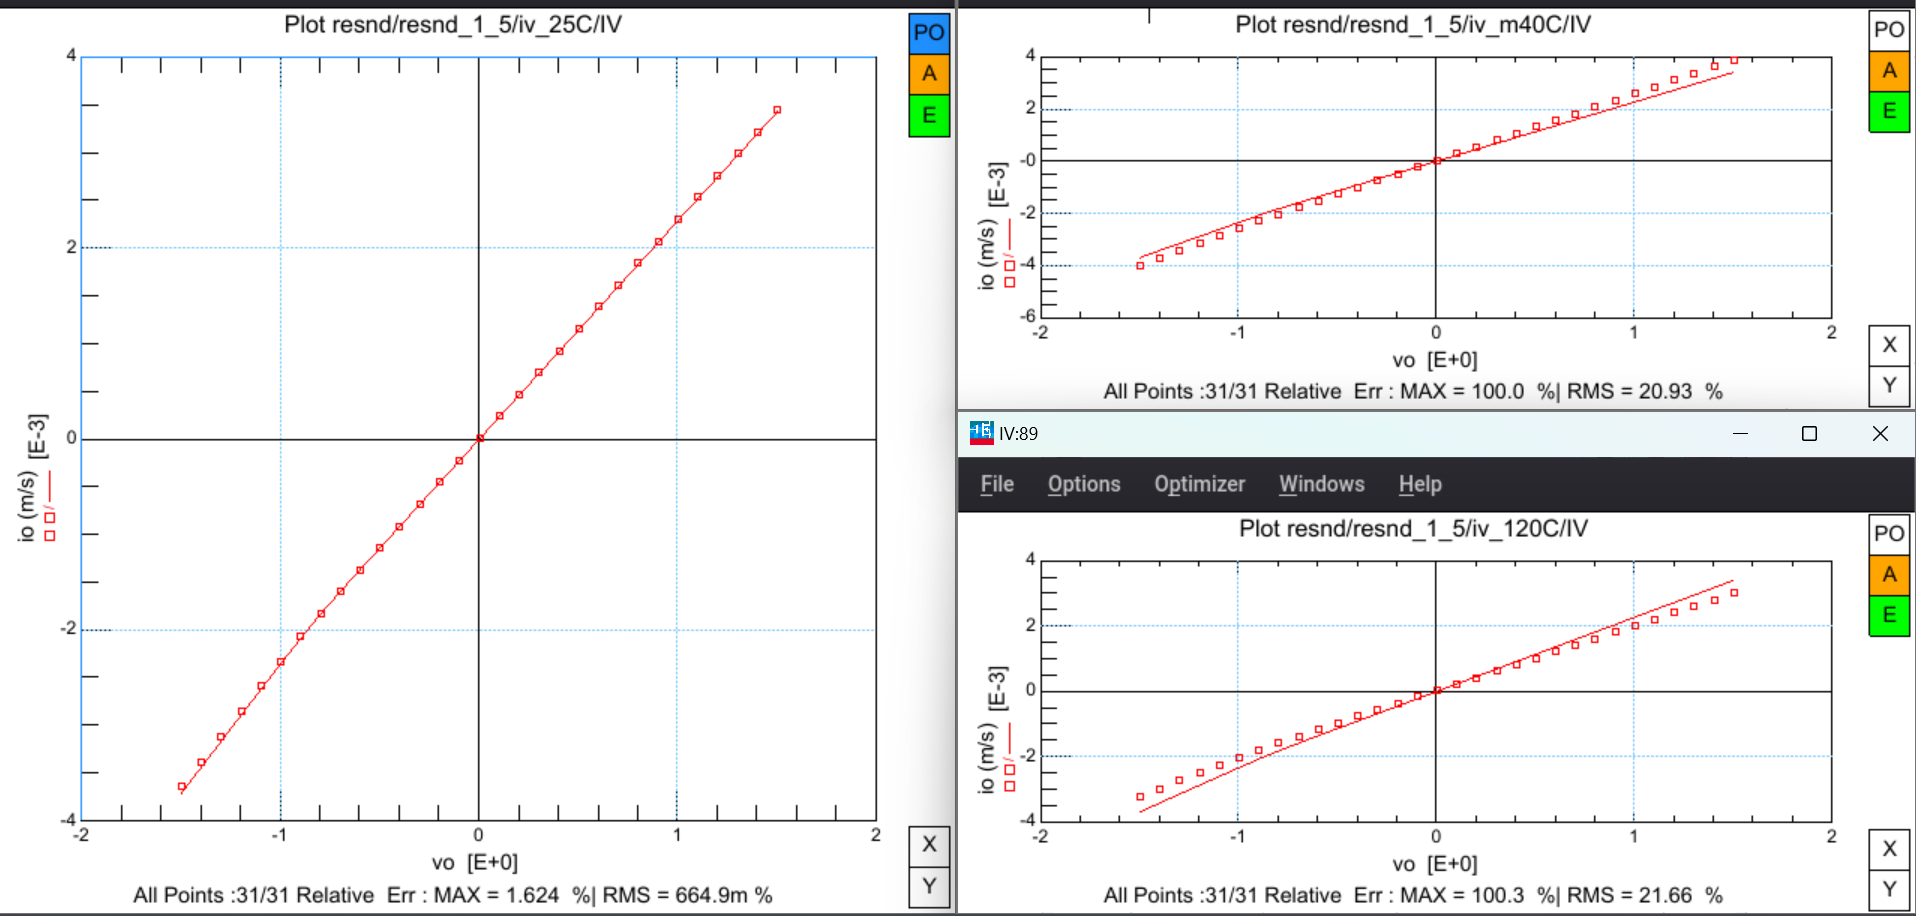 Plot resnd/resnd_1_5/iv_25C/IV
PO
A
E
4
2
0
-2
-4
io (m/s) [E-3]
-2 -1 0 1 2
vo [E+0]
X
Y
All Points :31/31 Relative Err : MAX = 1.624 %| RMS = 664.9m %
Plot resnd/resnd_1_5/iv_m40C/IV
PO
A
E
4
2
-0
-2
-4
-6
io (m/s) [E-3]
-2 -1 0 1 2
vo [E+0]
X
Y
All Points :31/31 Relative Err : MAX = 100.0 %| RMS = 20.93 %
IV:89
File Options Optimizer Windows Help
Plot resnd/resnd_1_5/iv_120C/IV
PO
A
E
4
2
0
-2
-4
io (m/s) [E-3]
-2 -1 0 1 2
vo [E+0]
X
Y
All Points :31/31 Relative Err : MAX = 100.3 %| RMS = 21.66 %